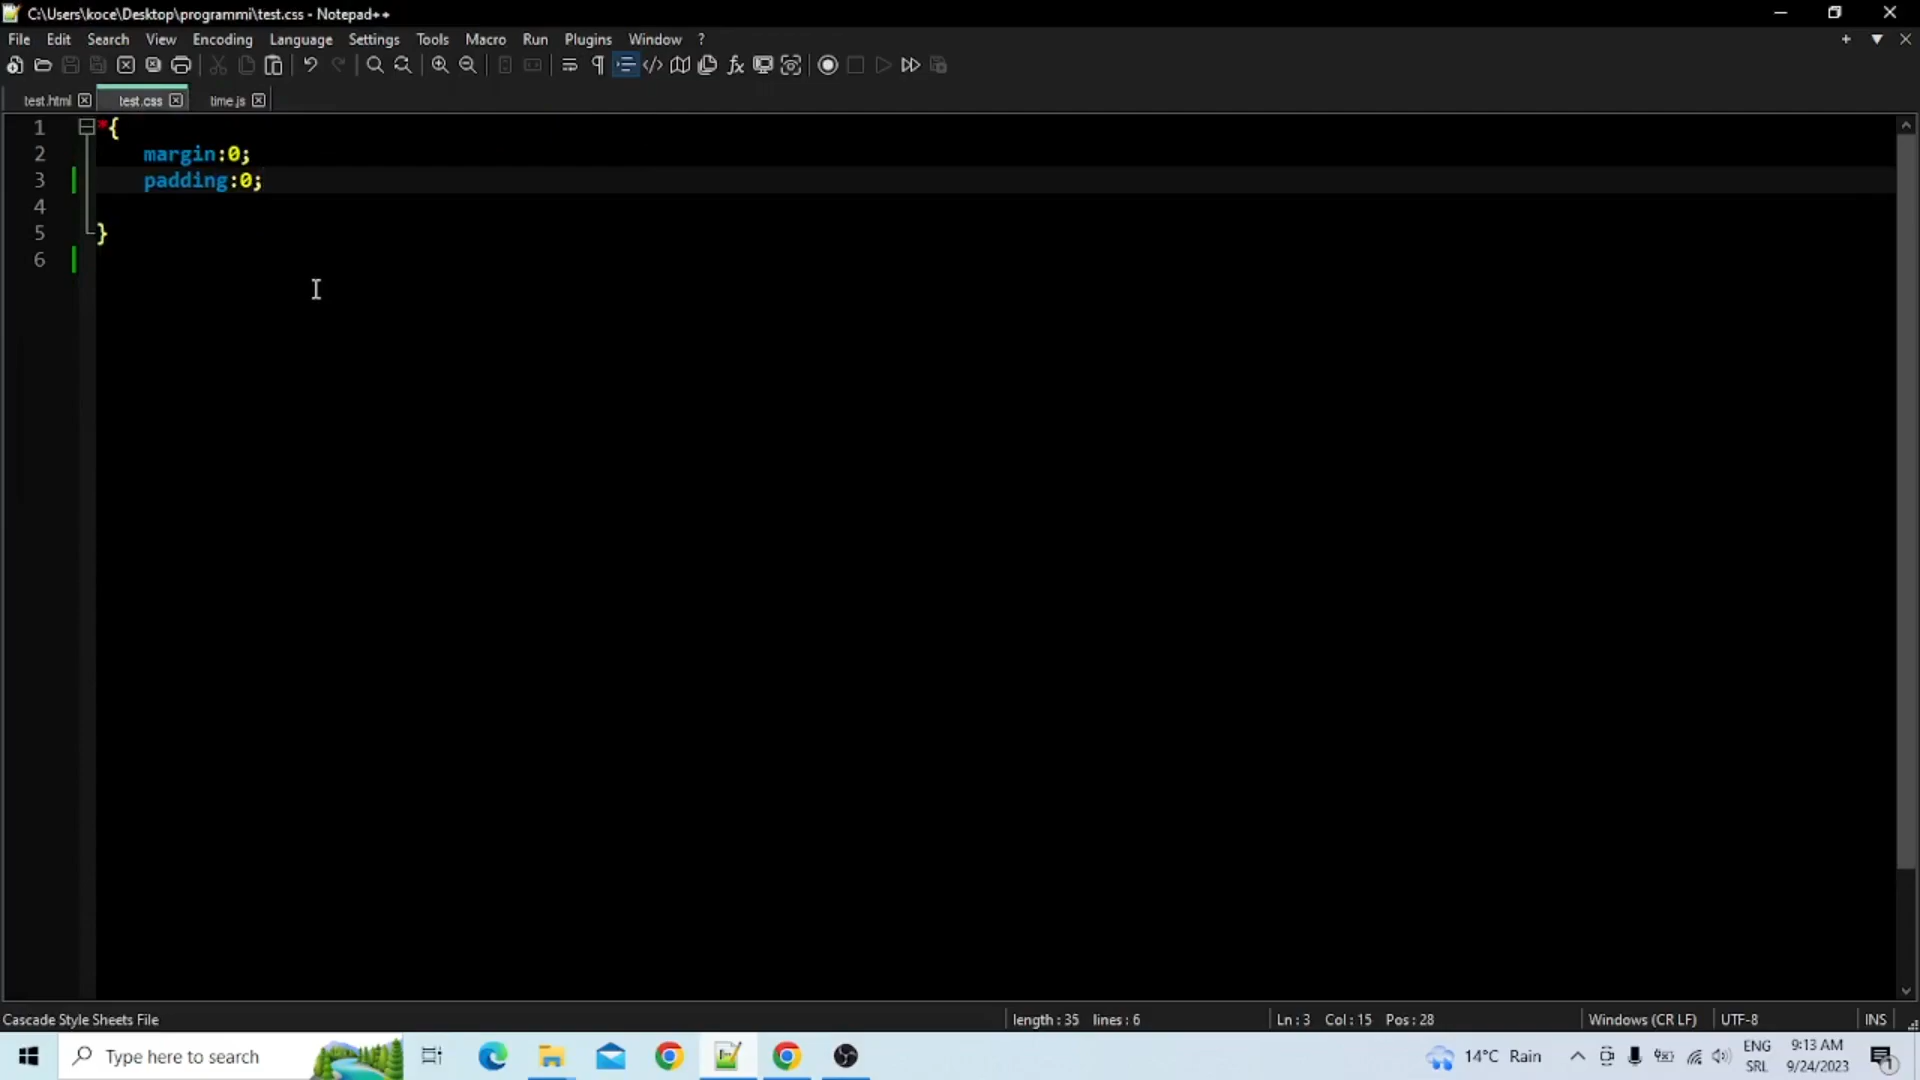 C:\Users\koce\Desktop\programmi\test.css - Notepad++
File Edit Search View Encoding Language Settings Tools Macro Run Plugins Window ?
test.html test.css time.js
1 *{
2 margin:0;
3 padding:0;
4
5 }
6
Cascade Style Sheets File length : 35 lines : 6 Ln : 3 Col : 15 Pos : 28 Windows (CR LF) UTF-8 INS
Type here to search 14°C Rain ENG 9:13 AM
SRL 9/24/2023 1